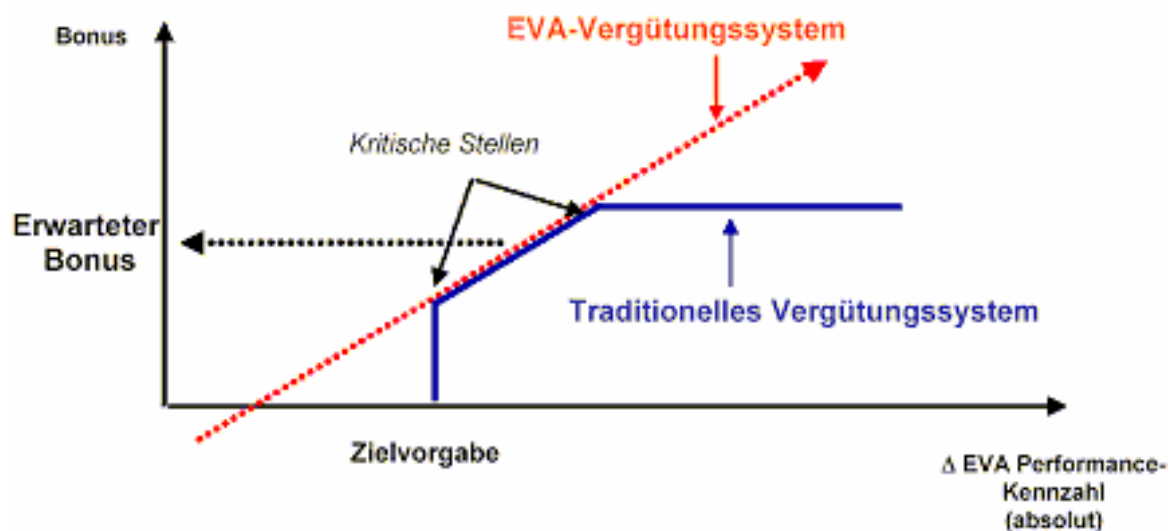 EVA-Vergütungssystem
Bonus
Kritische Stellen
Erwarteter
Bonus
Traditionelles Vergütungssystem
Zielvorgabe
Δ EVA Performance-
Kennzahl
(absolut)